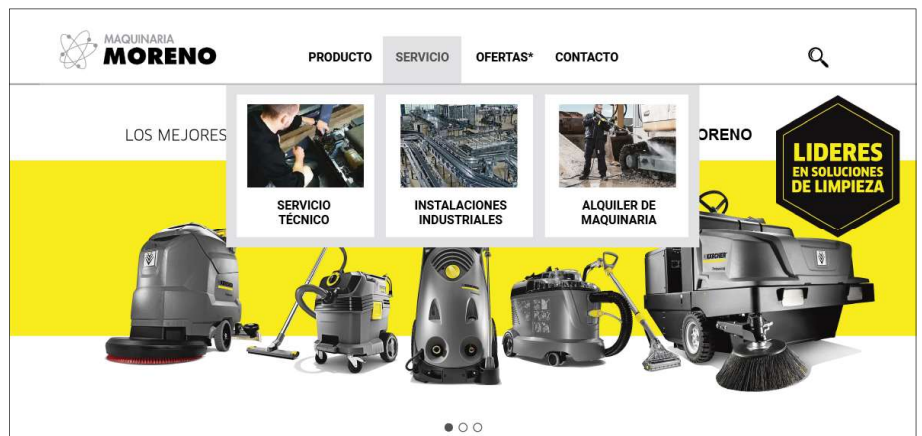 MAQUINARIA
MORENO
PRODUCTO SERVICIO OFERTAS* CONTACTO
LOS MEJORES ORENO
SERVICIO
TÉCNICO
INSTALACIONES
INDUSTRIALES
ALQUILER DE
MAQUINARIA
LIDERES
EN SOLUCIONES
DE LIMPIEZA
KARCHER